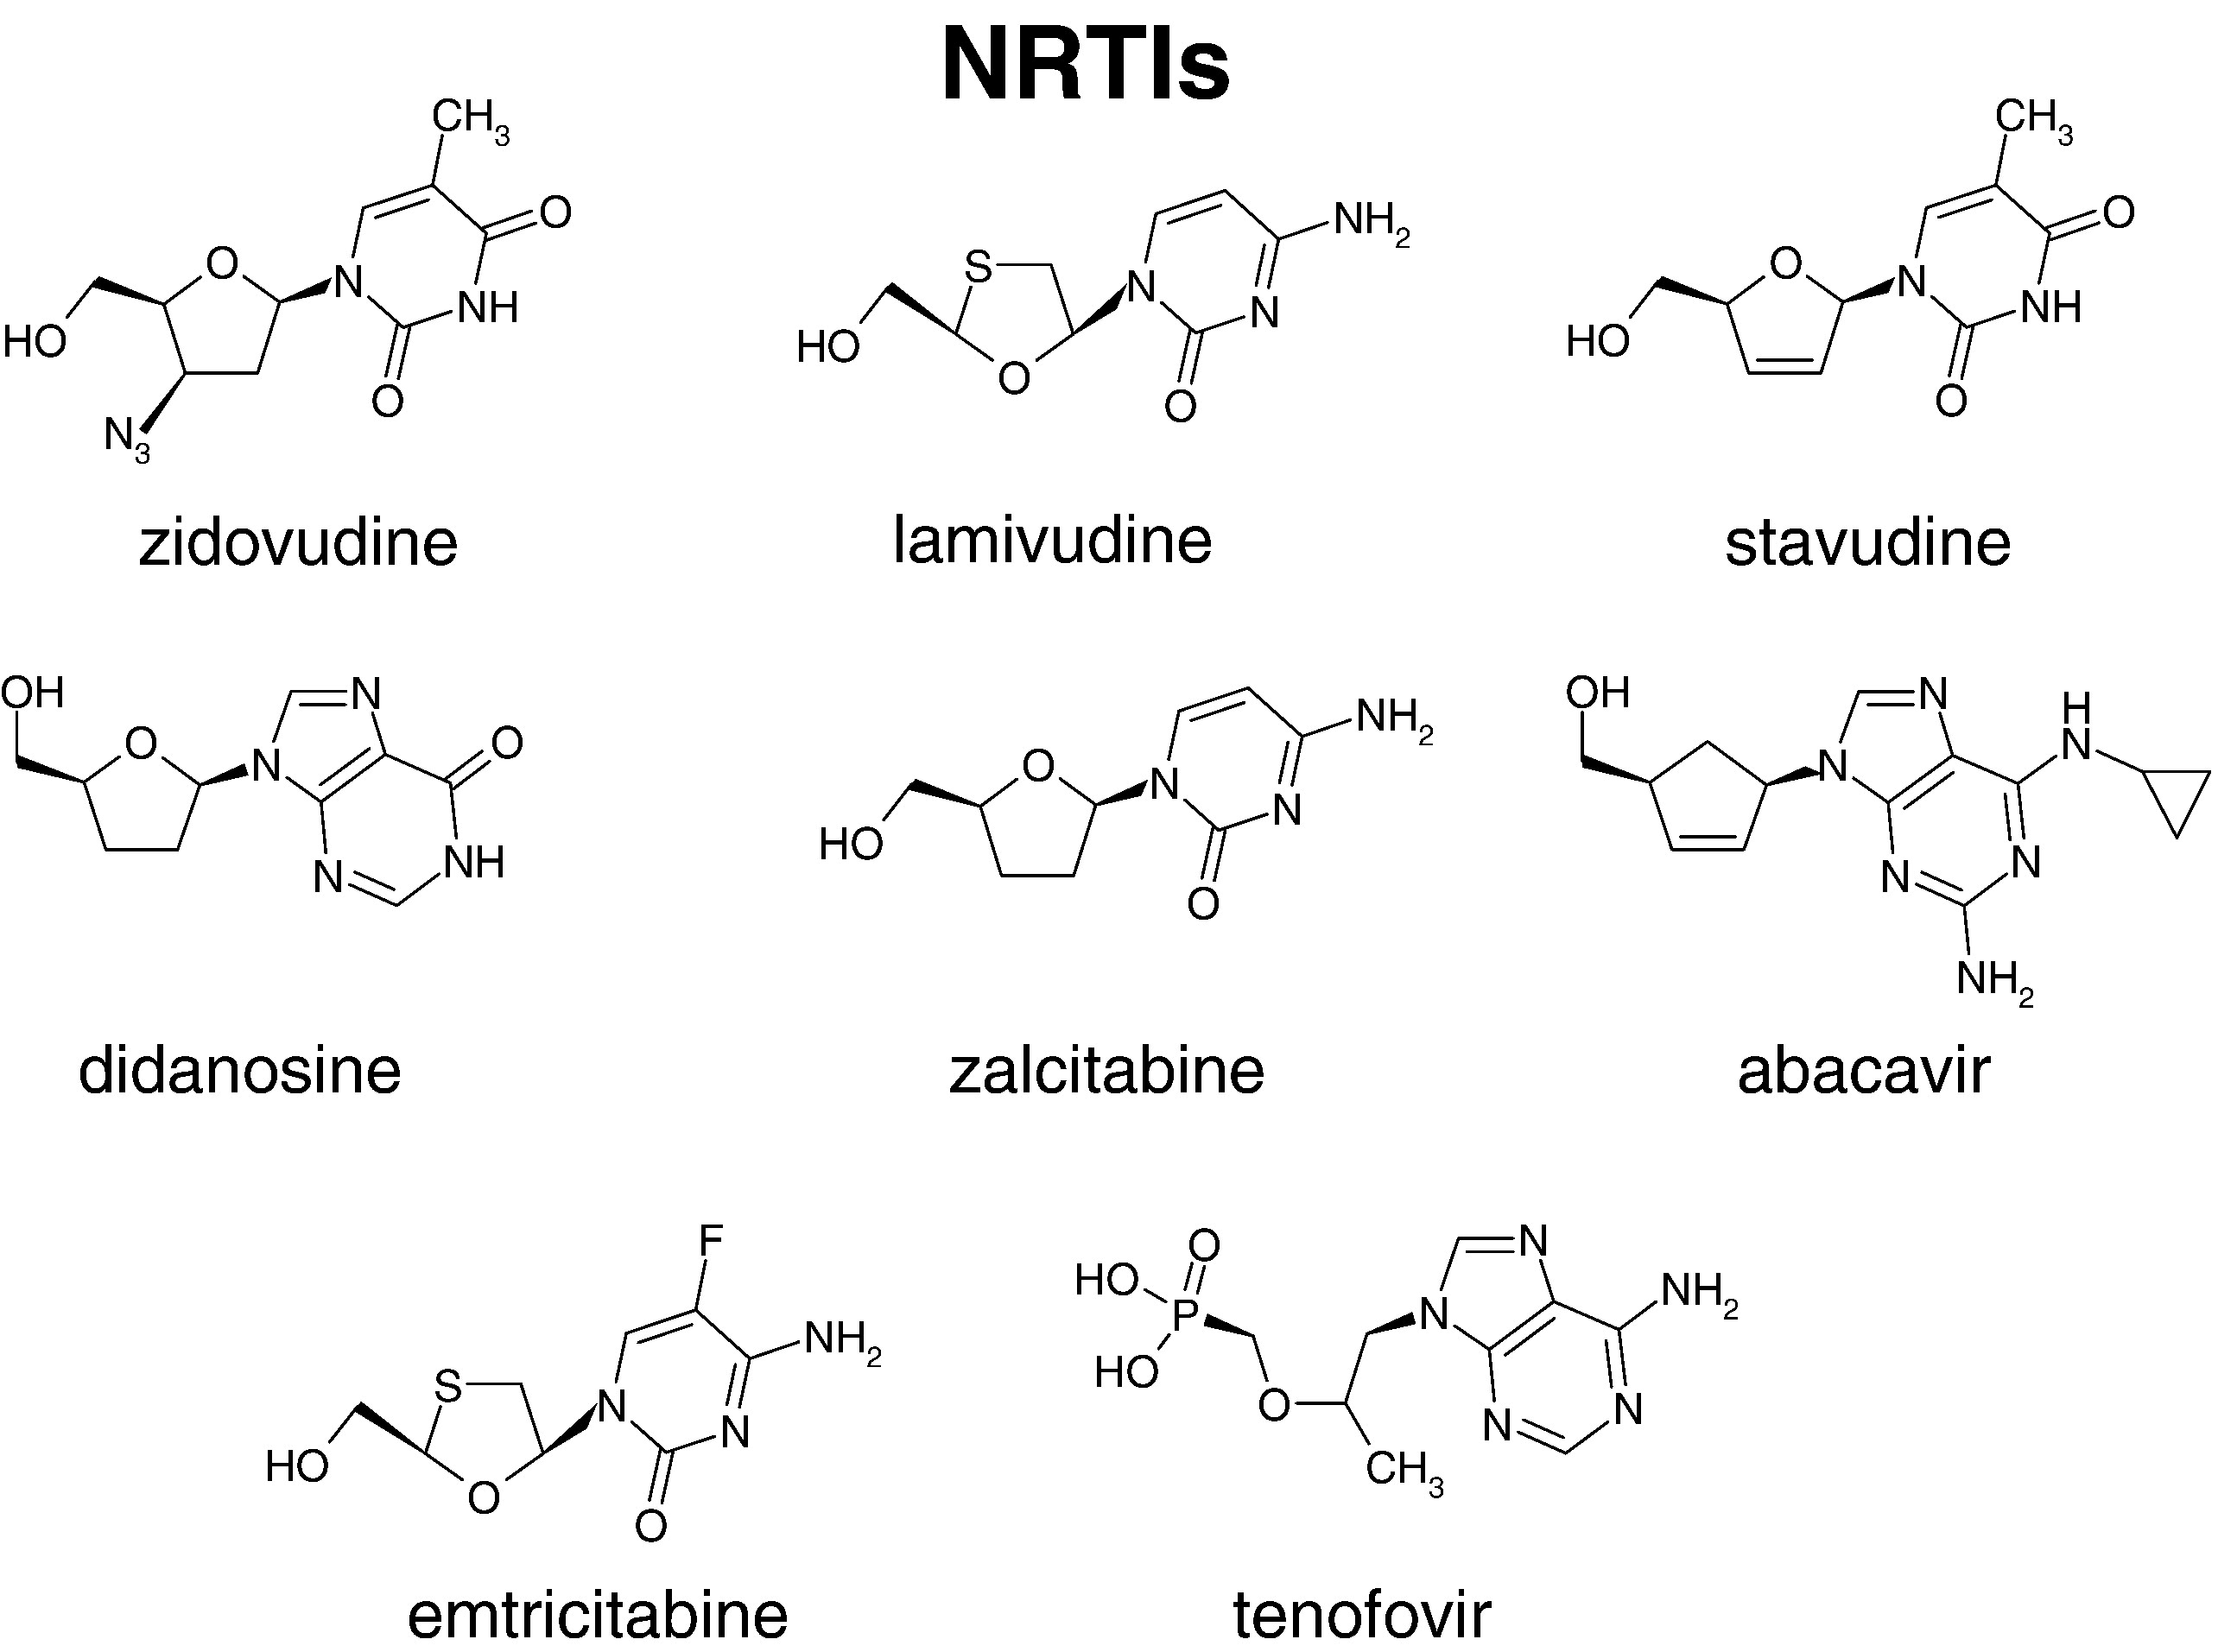 NRTIs
CH3
O
O
N
NH
HO
O
N3
zidovudine
NH2
S
N
N
HO
O
O
lamivudine
CH3
O
O
N
NH
HO
O
stavudine
OH
N
O
O
N
NH
N
didanosine
NH2
O
N
N
HO
O
zalcitabine
OH
N
H
N
N
N
N
NH2
abacavir
F
NH2
S
N
N
HO
O
O
emtricitabine
O
N
HO
NH2
P
N
HO
O
N
N
CH3
tenofovir